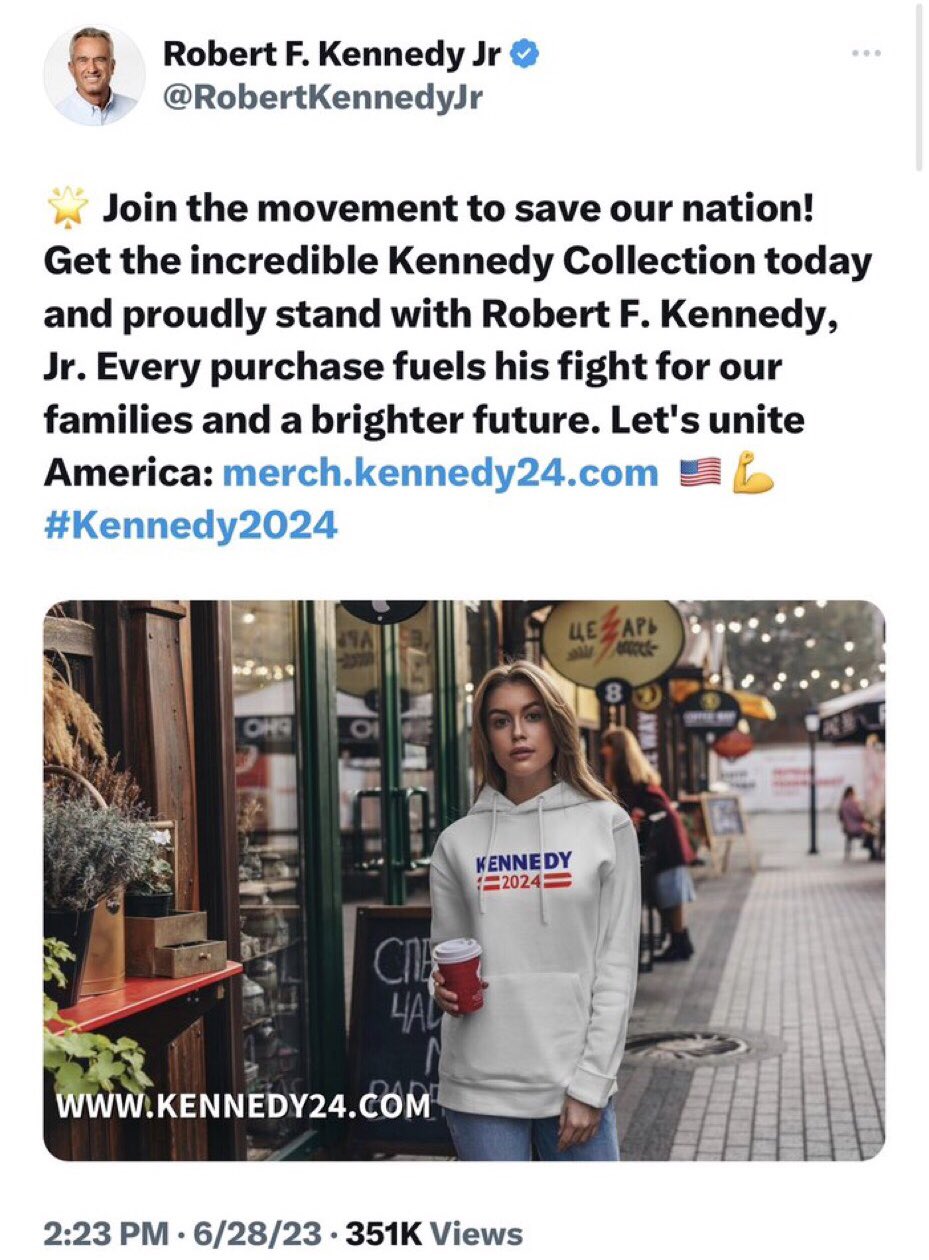 Robert F. Kennedy Jr
@RobertKennedyJr
🌟 Join the movement to save our nation!
Get the incredible Kennedy Collection today
and proudly stand with Robert F. Kennedy,
Jr. Every purchase fuels his fight for our
families and a brighter future. Let's unite
America: merch.kennedy24.com 🇺🇸💪
#Kennedy2024
ЦЕ АРЬ
8
KENNEDY
2024
WWW.KENNEDY24.COM
2:23 PM · 6/28/23 · 351K Views